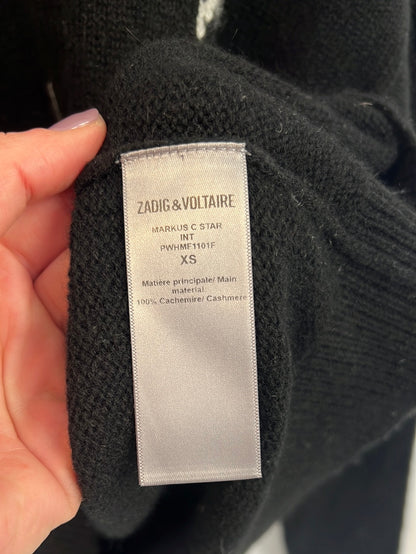 ZADIG & VOLTAIRE
MARKUS C STAR
INT
PWHMF1101F
XS
Matière principale/ Main
material:
100% Cachemire/ Cashmere